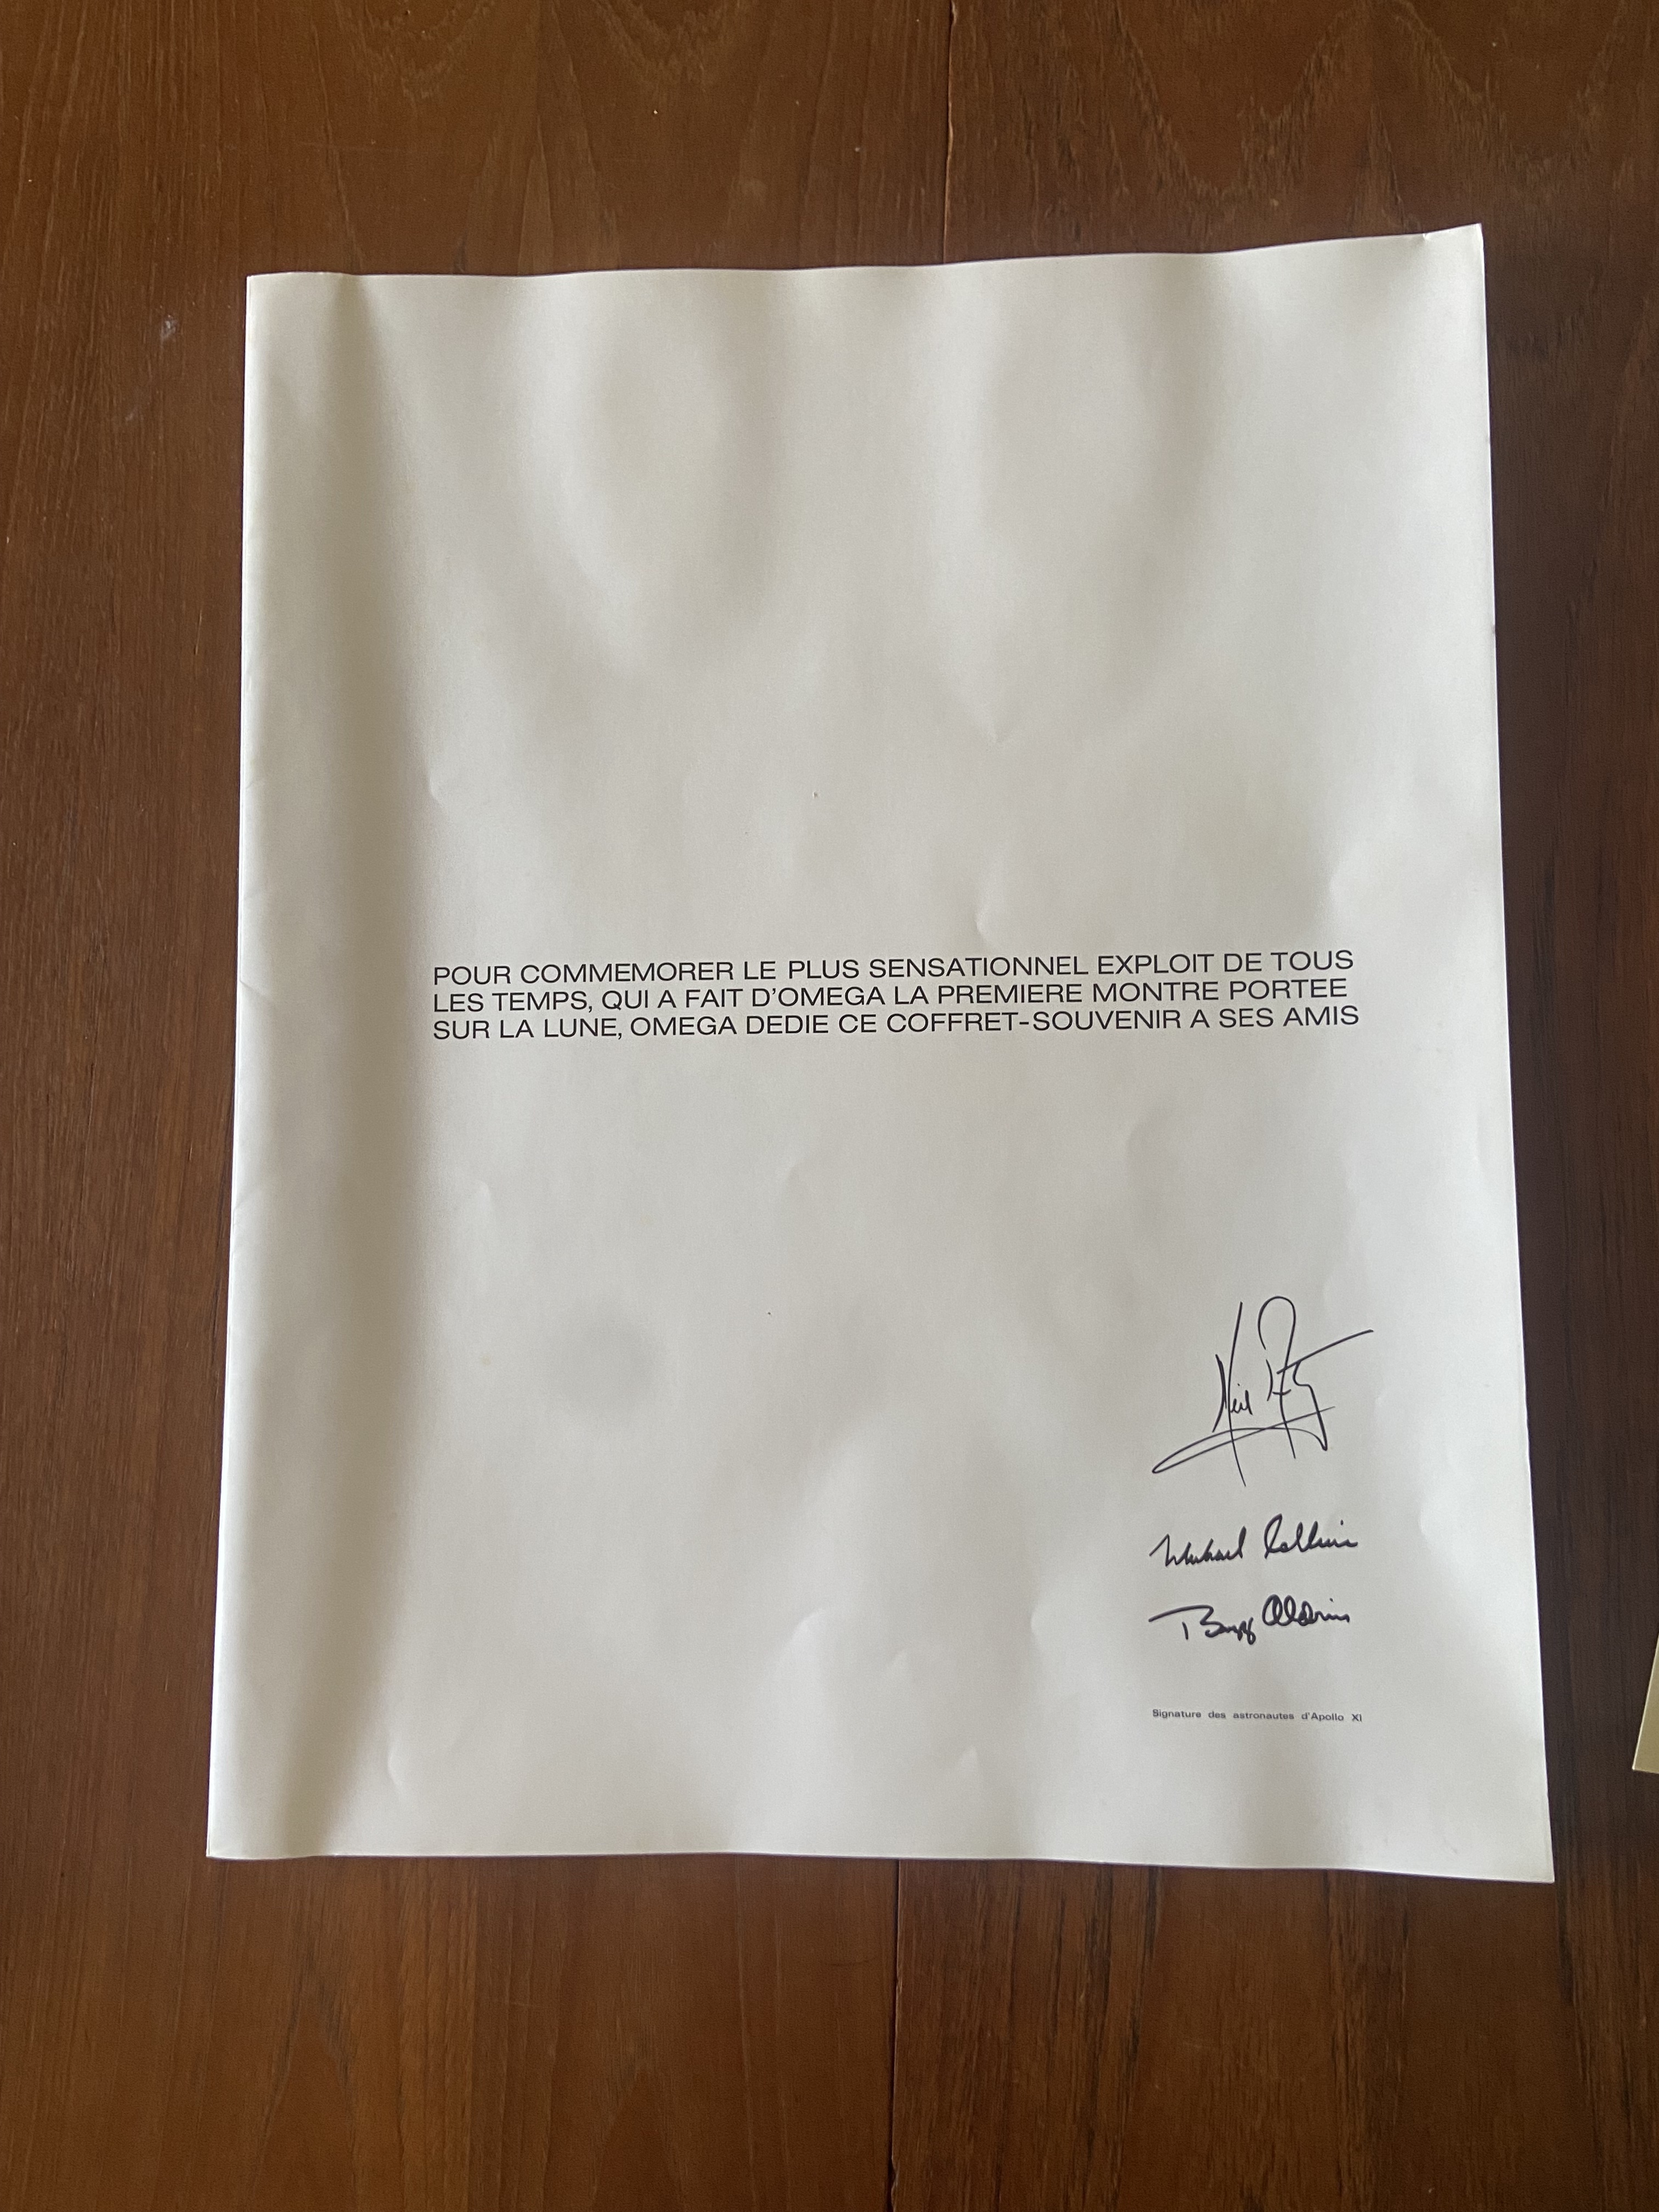 POUR COMMEMORER LE PLUS SENSATIONNEL EXPLOIT DE TOUS
LES TEMPS, QUI A FAIT D'OMEGA LA PREMIERE MONTRE PORTEE
SUR LA LUNE, OMEGA DEDIE CE COFFRET-SOUVENIR A SES AMIS
Neil
Michael Collins
Buzz Aldrin
Signature des astronautes d'Apollo XI